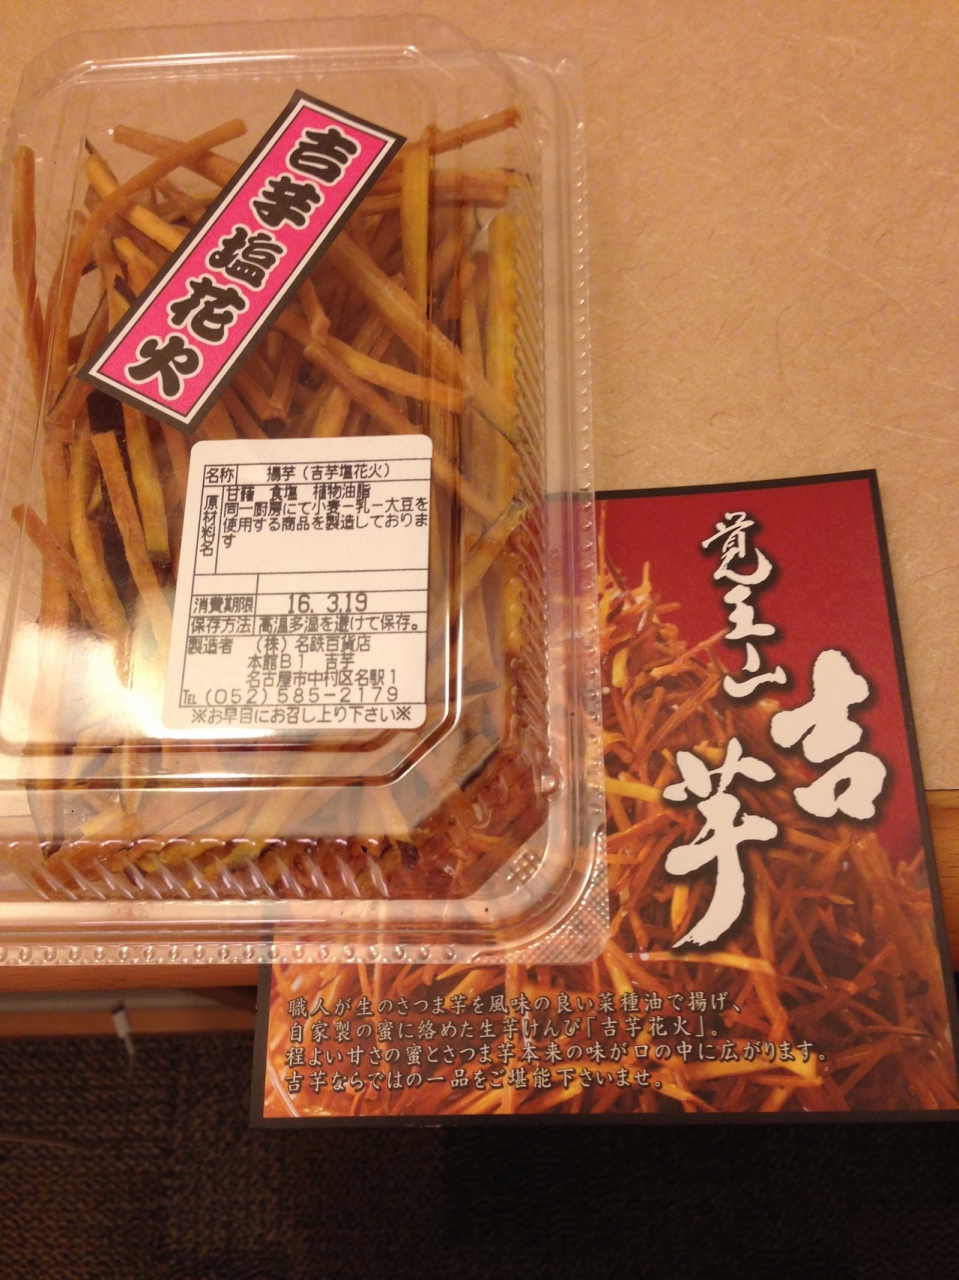 吉芋塩花火
名称 揚芋(吉芋塩花火)
原材料名 甘藷 食塩 植物油脂
同一厨房にて小麦ー乳ー大豆を
使用する商品を製造しておりま
す
消費期限 16. 3.19
保存方法 高温多湿を避けて保存。
製造者 (株)名鉄百貨店
本館B1 吉芋
名古屋市中村区名駅1
TEL(052)585-2179
※お早目にお召し上り下さい※
覚王山
吉芋
職人が生のさつま芋を風味の良い菜種油で揚げ、
自家製の蜜に絡めた生芋けんぴ「吉芋花火」。
程よい甘さの蜜とさつま芋本来の味が口の中に広がります。
吉芋ならではの一品をご堪能下さいませ。